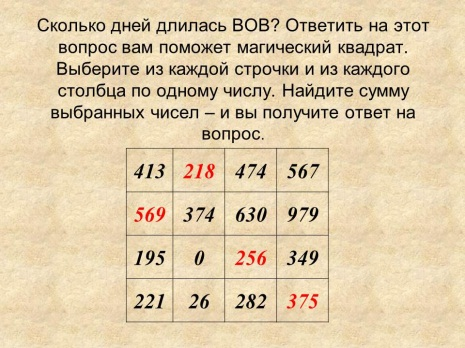 Сколько дней длилась ВОВ? Ответить на этот
вопрос вам поможет магический квадрат.
Выберите из каждой строчки и из каждого
столбца по одному числу. Найдите сумму
выбранных чисел – и вы получите ответ на
вопрос.
413 218 474 567
569 374 630 979
195 0 256 349
221 26 282 375